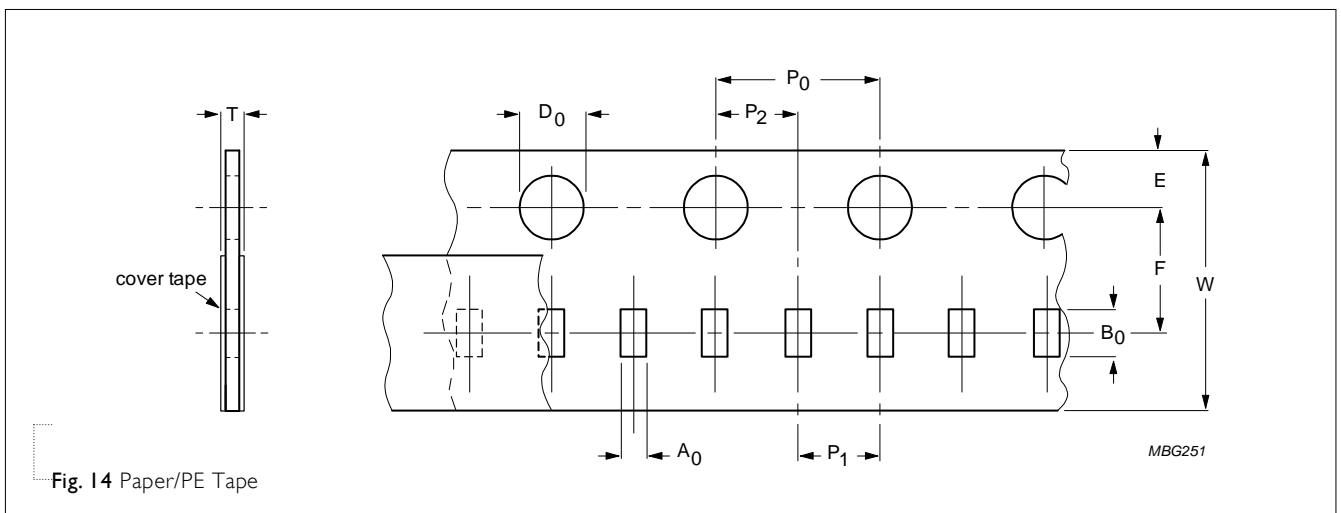 P0
T
D0
P2
E
F
W
cover tape
B0
A0
P1
MBG251
Fig. 14 Paper/PE Tape